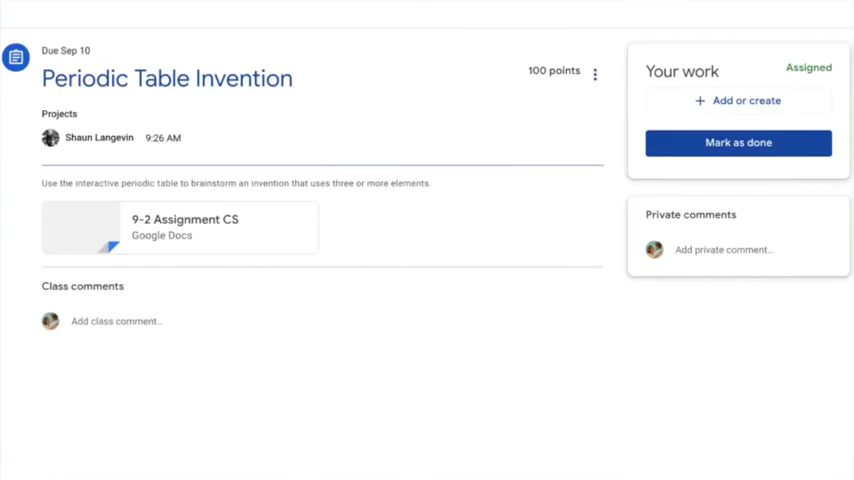 Due Sep 10
Periodic Table Invention
100 points
Projects
Shaun Langevin 9:26 AM
Use the interactive periodic table to brainstorm an invention that uses three or more elements.
9-2 Assignment CS
Google Docs
Class comments
Add class comment...
Your work
Assigned
+ Add or create
Mark as done
Private comments
Add private comment...